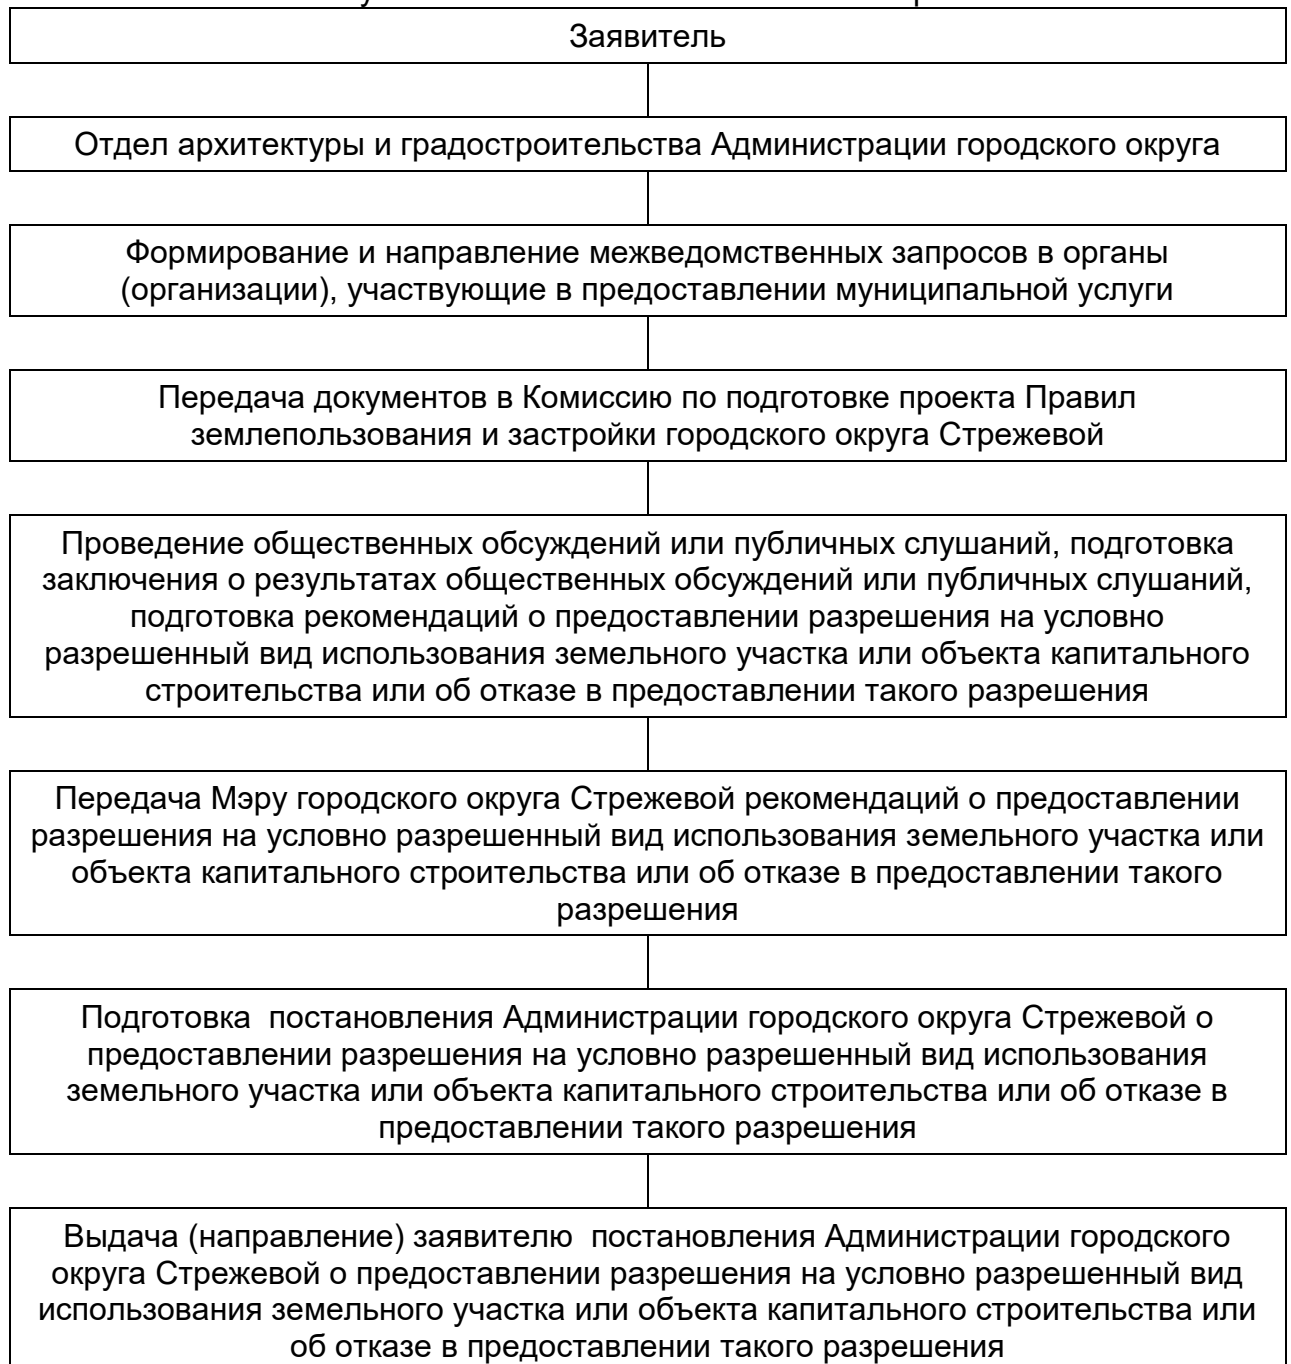 Заявитель
Отдел архитектуры и градостроительства Администрации городского округа
Формирование и направление межведомственных запросов в органы
(организации), участвующие в предоставлении муниципальной услуги
Передача документов в Комиссию по подготовке проекта Правил
землепользования и застройки городского округа Стрежевой
Проведение общественных обсуждений или публичных слушаний, подготовка
заключения о результатах общественных обсуждений или публичных слушаний,
подготовка рекомендаций о предоставлении разрешения на условно
разрешенный вид использования земельного участка или объекта капитального
строительства или об отказе в предоставлении такого разрешения
Передача Мэру городского округа Стрежевой рекомендаций о предоставлении
разрешения на условно разрешенный вид использования земельного участка или
объекта капитального строительства или об отказе в предоставлении такого
разрешения
Подготовка  постановления Администрации городского округа Стрежевой о
предоставлении разрешения на условно разрешенный вид использования
земельного участка или объекта капитального строительства или об отказе в
предоставлении такого разрешения
Выдача (направление) заявителю  постановления Администрации городского
округа Стрежевой о предоставлении разрешения на условно разрешенный вид
использования земельного участка или объекта капитального строительства или
об отказе в предоставлении такого разрешения